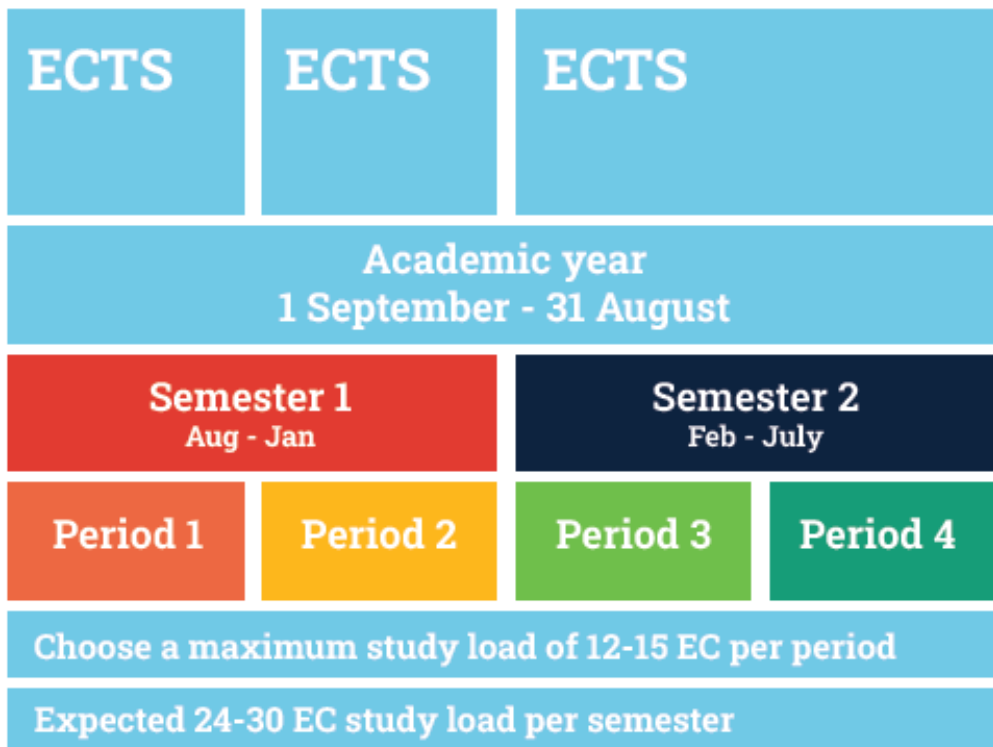 ECTS ECTS ECTS
Academic year
1 September - 31 August
Semester 1 Semester 2
Aug - Jan Feb - July
Period 1 Period 2 Period 3 Period 4
Choose a maximum study load of 12-15 EC per period
Expected 24-30 EC study load per semester